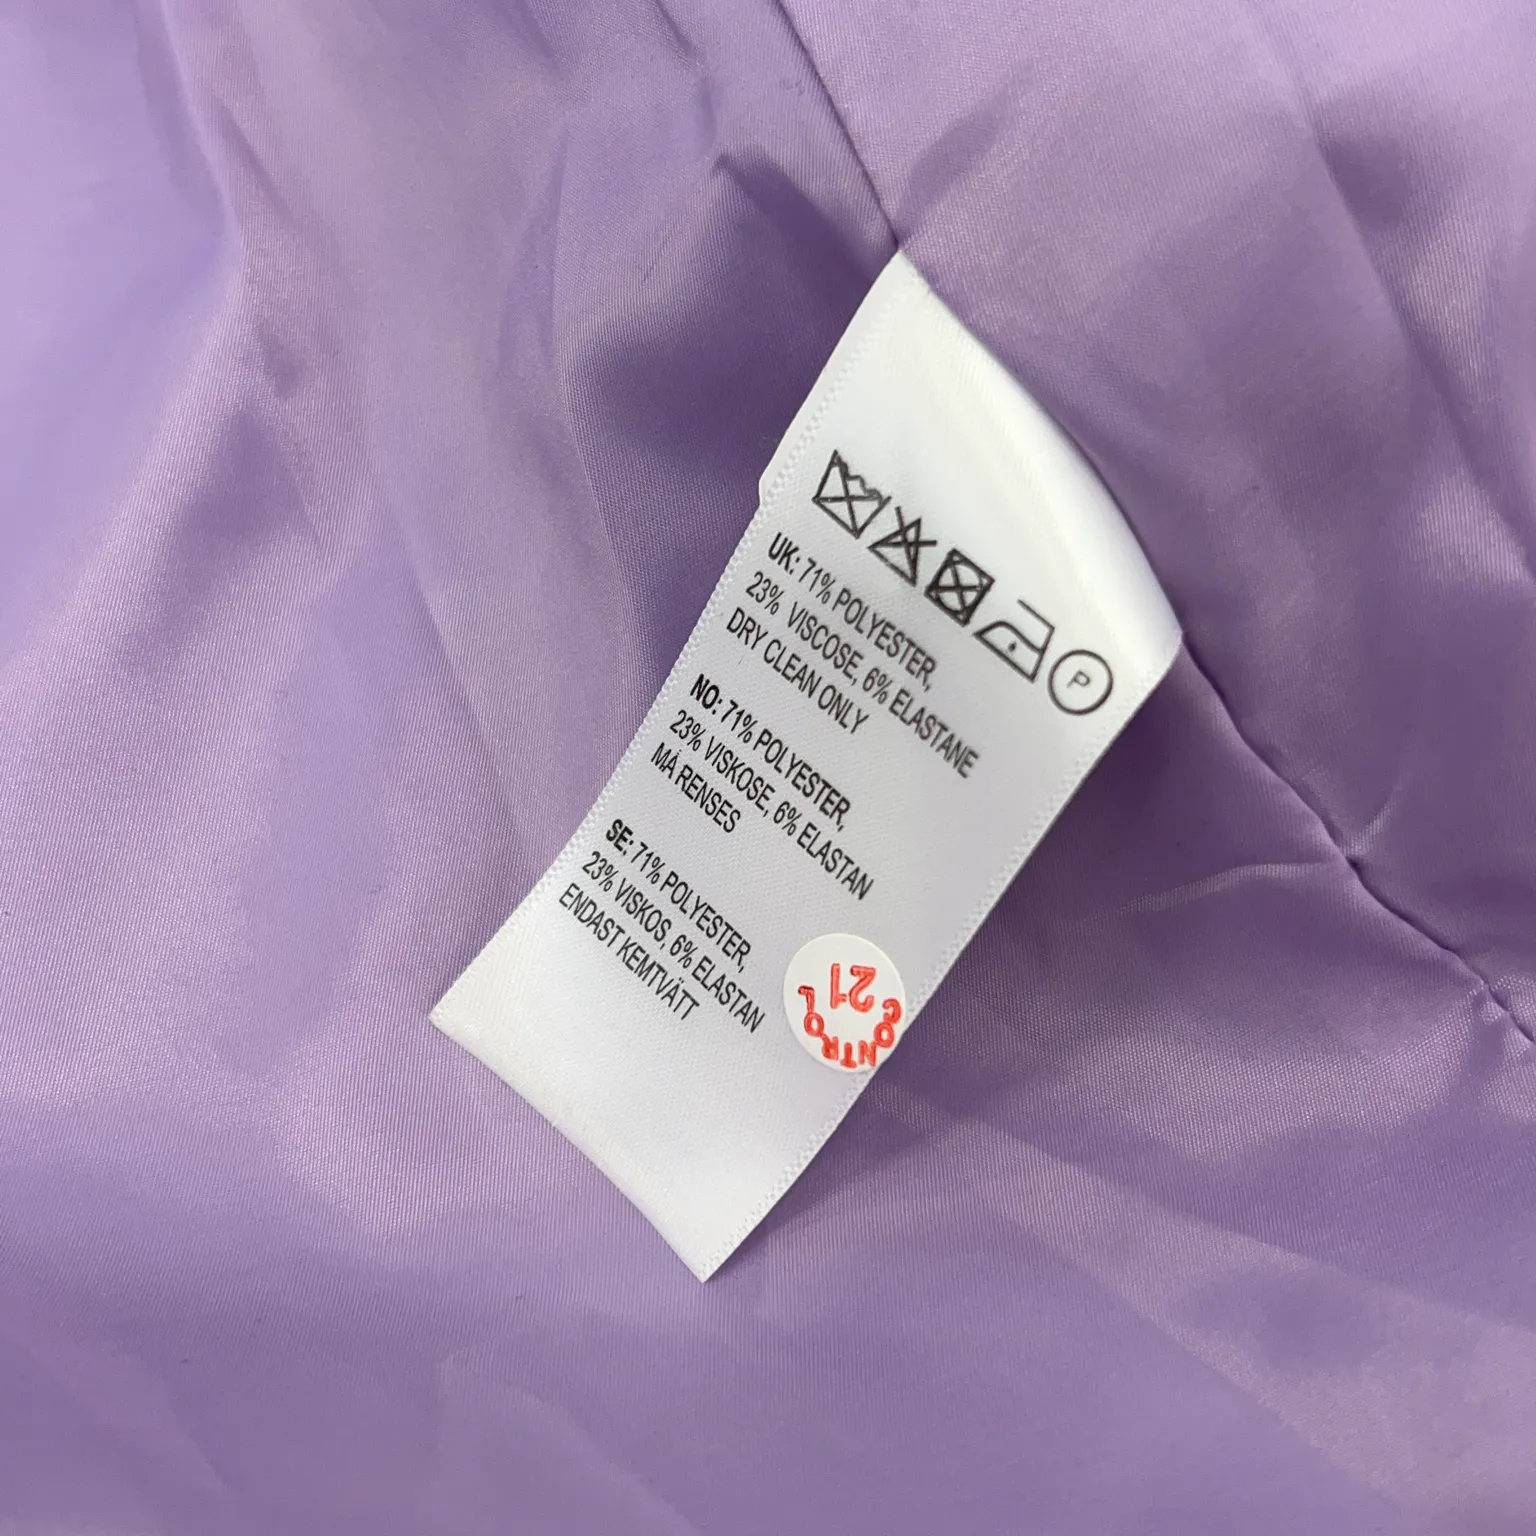 P
UK: 71% POLYESTER,
23% VISCOSE, 6% ELASTANE
DRY CLEAN ONLY
NO: 71% POLYESTER,
23% VISKOSE, 6% ELASTAN
MÅ RENSES
SE: 71% POLYESTER,
23% VISKOS, 6% ELASTAN
ENDAST KEMTVÄTT
CONTROL
21